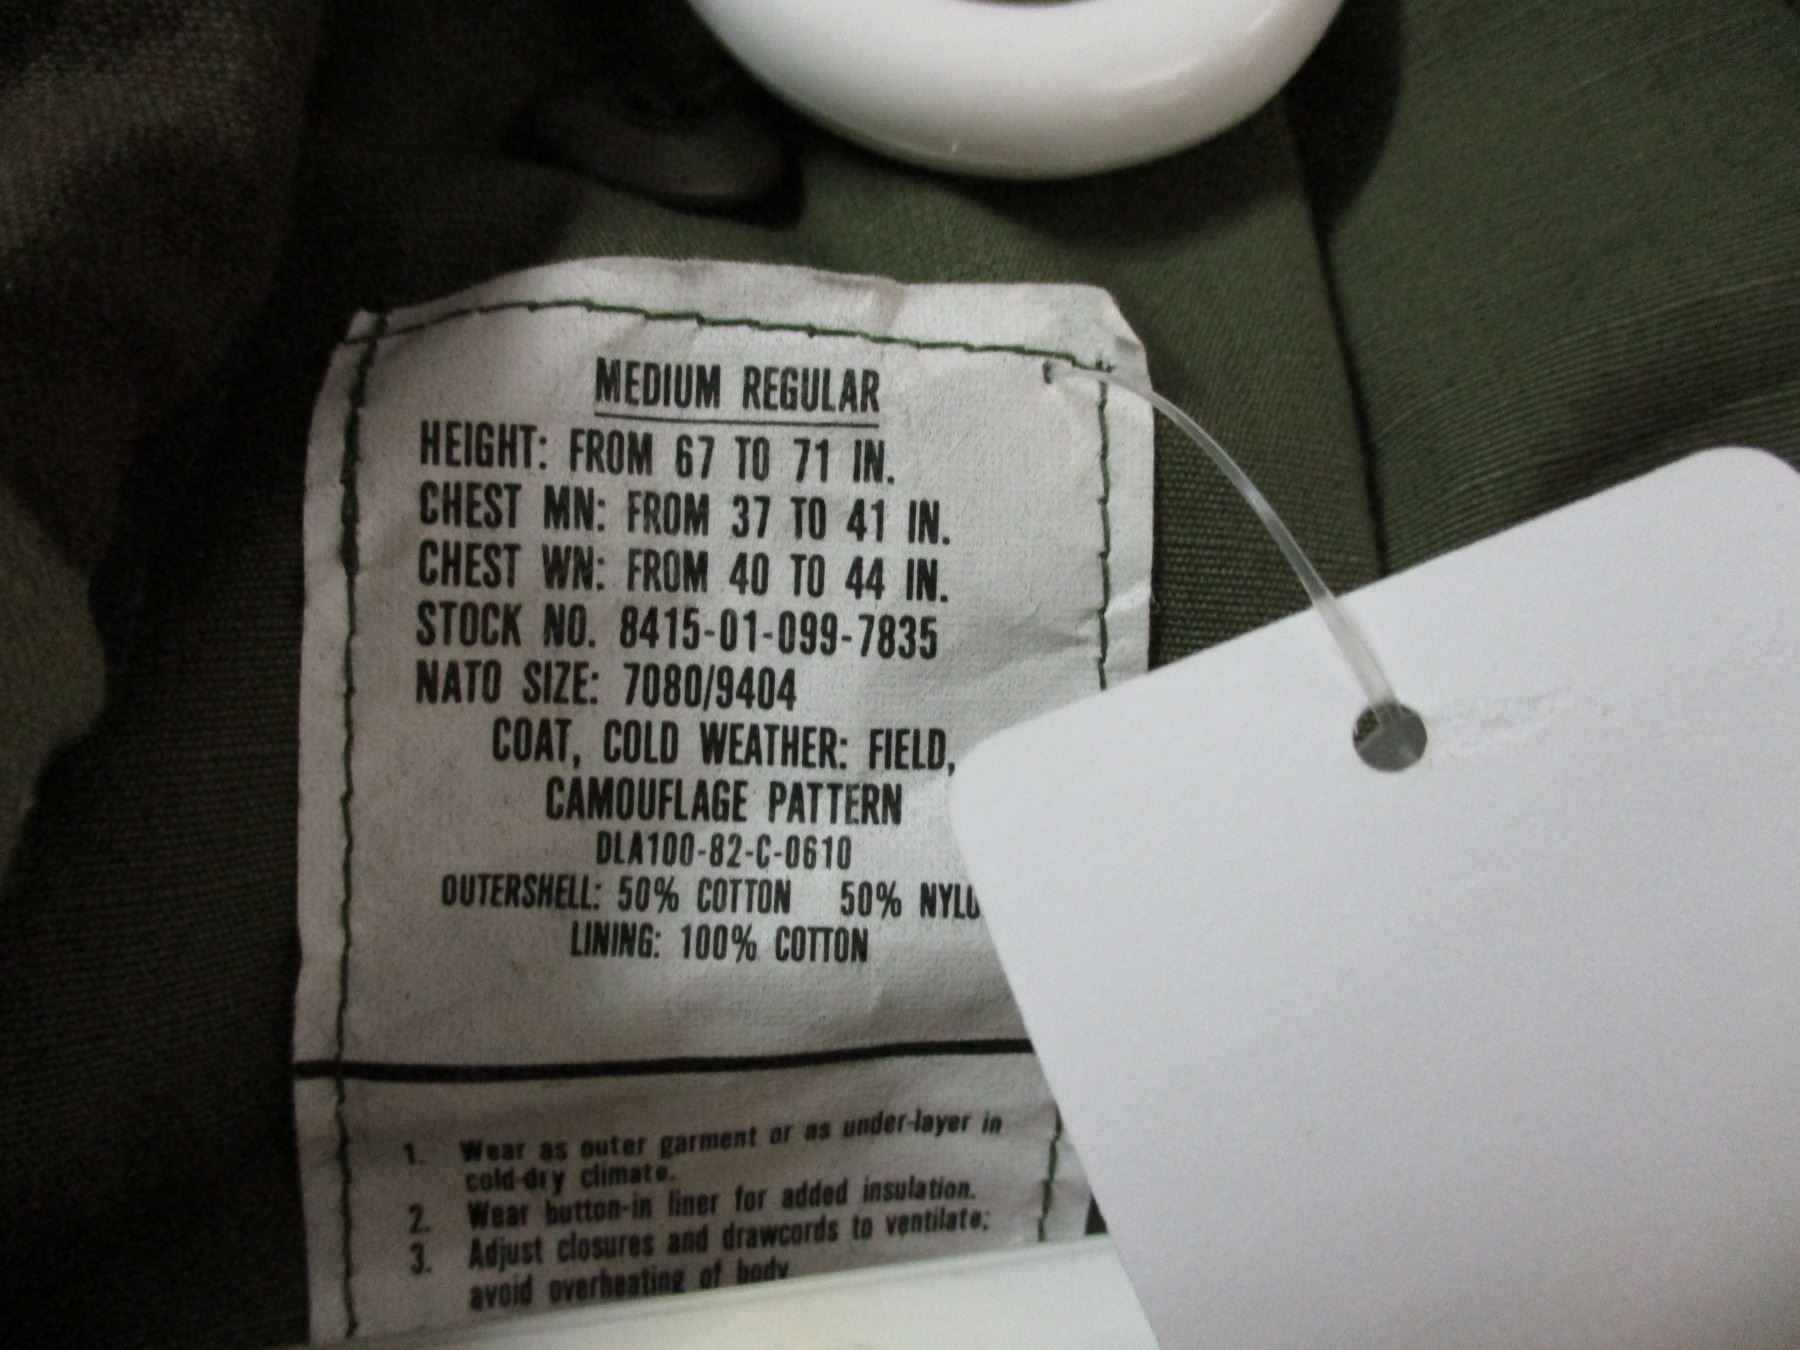 MEDIUM REGULAR
HEIGHT: FROM 67 TO 71 IN.
CHEST MN: FROM 37 TO 41 IN.
CHEST WN: FROM 40 TO 44 IN.
STOCK NO. 8415-01-099-7835
NATO SIZE: 7080/9404
COAT, COLD WEATHER: FIELD,
CAMOUFLAGE PATTERN
DLA100-82-C-0610
OUTERSHELL: 50% COTTON 50%
LINING: 100% COTTON
1. Wear as outer garment or as under-layer in
cold-dry climate.
2. Wear button-in liner for added insulation.
3. Adjust closures and drawcords to ventilate;
avoid overheating of body